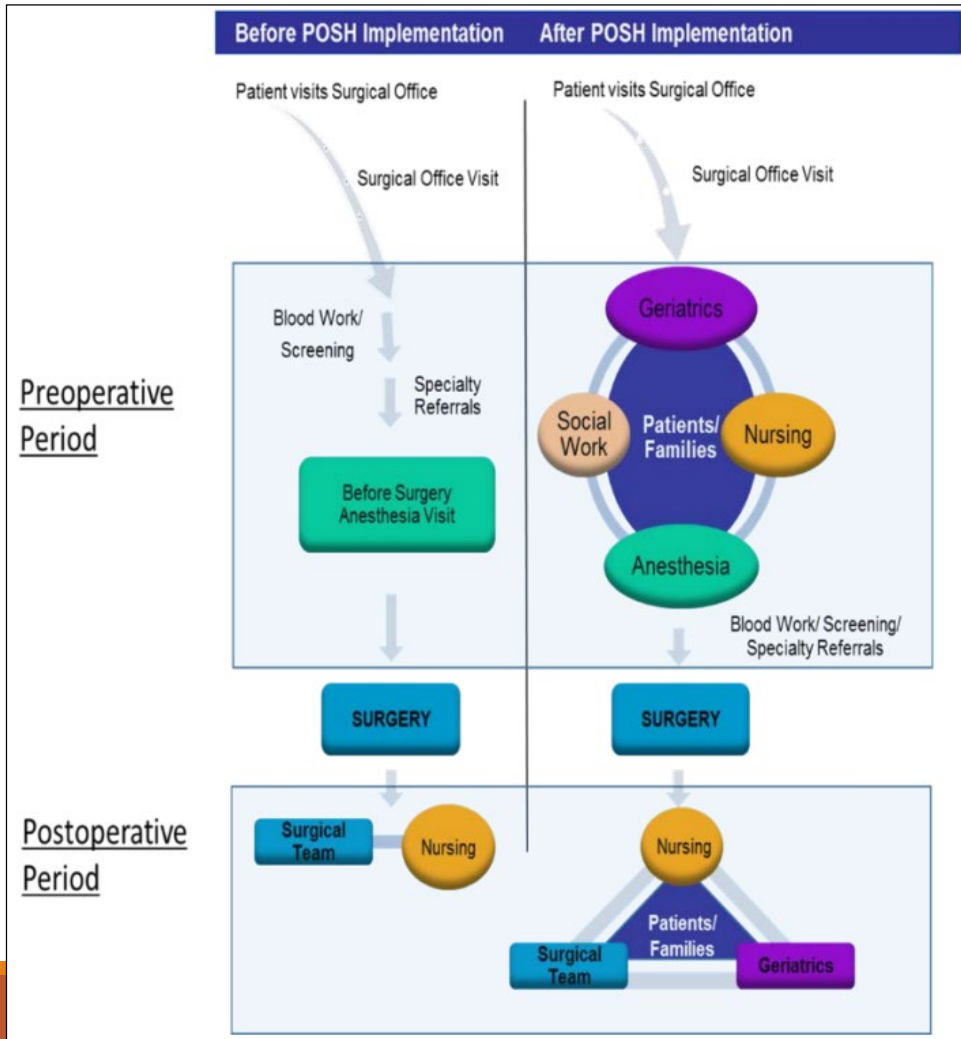 Before POSH Implementation
After POSH Implementation
Patient visits Surgical Office
Patient visits Surgical Office
Surgical Office Visit
Surgical Office Visit
Preoperative
Period
Blood Work/
Screening
Specialty
Referrals
Before Surgery
Anesthesia Visit
Geriatrics
Social
Work
Patients/
Families
Nursing
Anesthesia
Blood Work/ Screening/
Specialty Referrals
SURGERY
SURGERY
Postoperative
Period
Surgical
Team
Nursing
Nursing
Patients/
Families
Surgical
Team
Geriatrics